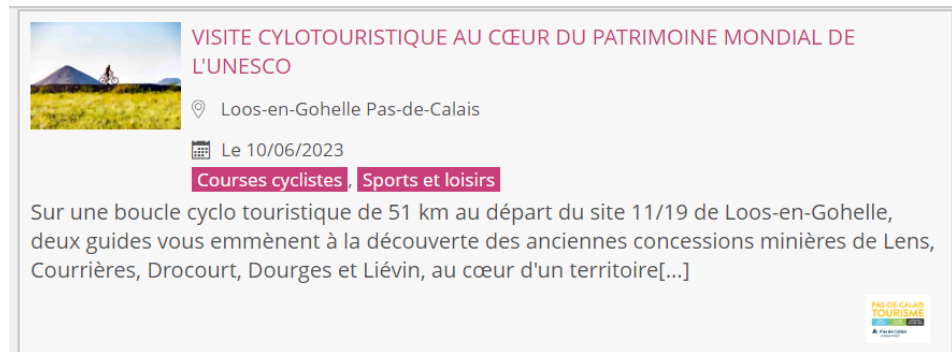 VISITE CYLOTOURISTIQUE AU CŒUR DU PATRIMOINE MONDIAL DE
L'UNESCO
Loos-en-Gohelle Pas-de-Calais
Le 10/06/2023
Courses cyclistes, Sports et loisirs
Sur une boucle cyclo touristique de 51 km au départ du site 11/19 de Loos-en-Gohelle,
deux guides vous emmènent à la découverte des anciennes concessions minières de Lens,
Courrières, Drocourt, Dourges et Liévin, au cœur d'un territoire[...]
PAS-DE-CALAIS
TOURISME
Pas-de-Calais